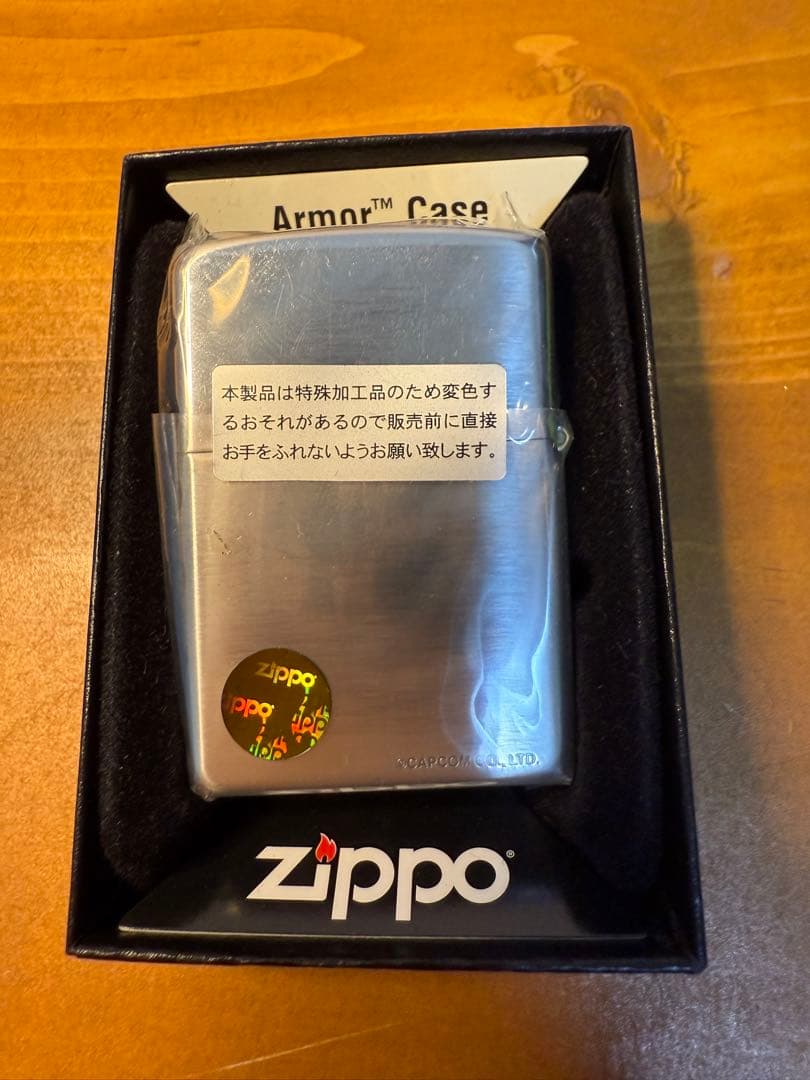 Armor™ Case
本製品は特殊加工品のため変色す
るおそれがあるので販売前に直接
お手をふれないようお願い致します。
zippo
ippo
©CAPCOM CO., LTD.
zippo®